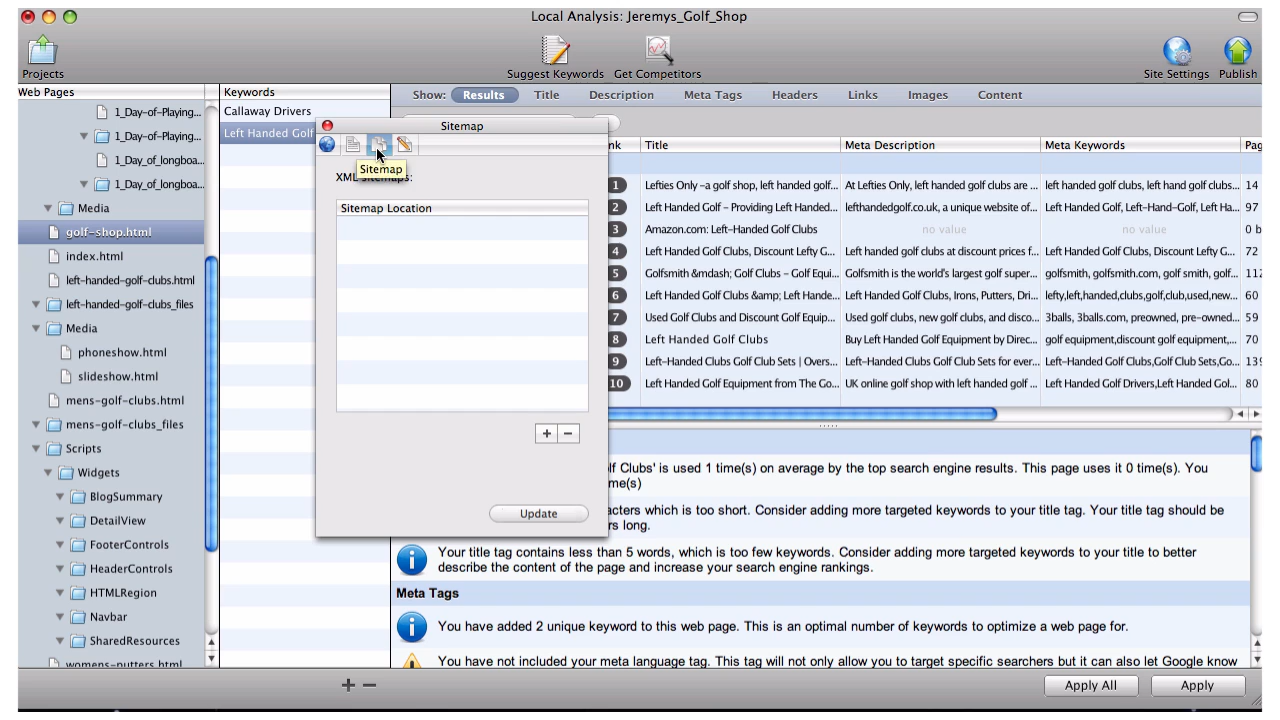 Local Analysis: Jeremys_Golf_Shop
Projects
Suggest Keywords
Get Competitors
Site Settings
Publish
Web Pages
1_Day-of-Playing...
1_Day-of-Playing...
1_Day_of_longboa...
1_Day_of_longboa...
Media
golf-shop.html
index.html
left-handed-golf-clubs.html
left-handed-golf-clubs_files
Media
phoneshow.html
slideshow.html
mens-golf-clubs.html
mens-golf-clubs_files
Scripts
Widgets
BlogSummary
DetailView
FooterControls
HeaderControls
HTMLRegion
Navbar
SharedResources
womens-putters.html
Keywords
Callaway Drivers
Left Handed Golf
Show: Results Title Description Meta Tags Headers Links Images Content
Sitemap
Sitemap
XML Sitemaps:
Sitemap Location
+ −
Update
nk Title Meta Description Meta Keywords Pag
1 Lefties Only –a golf shop, left handed golf... At Lefties Only, left handed golf clubs are ... left handed golf clubs, left hand golf clubs... 14
2 Left Handed Golf – Providing Left Handed... lefthandedgolf.co.uk, a unique website of... Left Handed Golf, Left-Hand-Golf, Left Ha... 97
3 Amazon.com: Left-Handed Golf Clubs no value no value 0 b
4 Left Handed Golf Clubs, Discount Lefty G... Left handed golf clubs at discount prices f... Left Handed Golf Clubs, Discount Lefty G... 72
5 Golfsmith &mdash; Golf Clubs – Golf Equi... Golfsmith is the world's largest golf super... golfsmith, golfsmith.com, golf smith, golf... 112
6 Left Handed Golf Clubs &amp; Left Hande... Left Handed Golf Clubs, Irons, Putters, Dri... lefty,left,handed,clubs,golf,club,used,new... 60
7 Used Golf Clubs and Discount Golf Equip... Used golf clubs, new golf clubs, and disco... 3balls, 3balls.com, preowned, pre-owned... 59
8 Left Handed Golf Clubs Buy Left Handed Golf Equipment by Direc... golf equipment,discount golf equipment,... 70
9 Left-Handed Clubs Golf Club Sets | Overs... Left-Handed Clubs Golf Club Sets for ever... Left-Handed Golf Clubs,Golf Club Sets,Go... 139
10 Left Handed Golf Equipment from The Go... UK online golf shop with left handed golf ... Left Handed Golf Drivers,Left Handed Gol... 80
lf Clubs' is used 1 time(s) on average by the top search engine results. This page uses it 0 time(s). You
me(s)
acters which is too short. Consider adding more targeted keywords to your title tag. Your title tag should be
rs long.
Your title tag contains less than 5 words, which is too few keywords. Consider adding more targeted keywords to your title to better
describe the content of the page and increase your search engine rankings.
Meta Tags
You have added 2 unique keyword to this web page. This is an optimal number of keywords to optimize a web page for.
You have not included your meta language tag. This tag will not only allow you to target specific searchers but it can also let Google know
+ −
Apply All
Apply